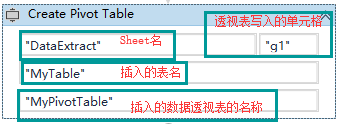 Create Pivot Table
透视表写入的单元格
"DataExtract"
Sheet名
"g1"
"MyTable"
插入的表名
"MyPivotTable"
插入的数据透视表的名称